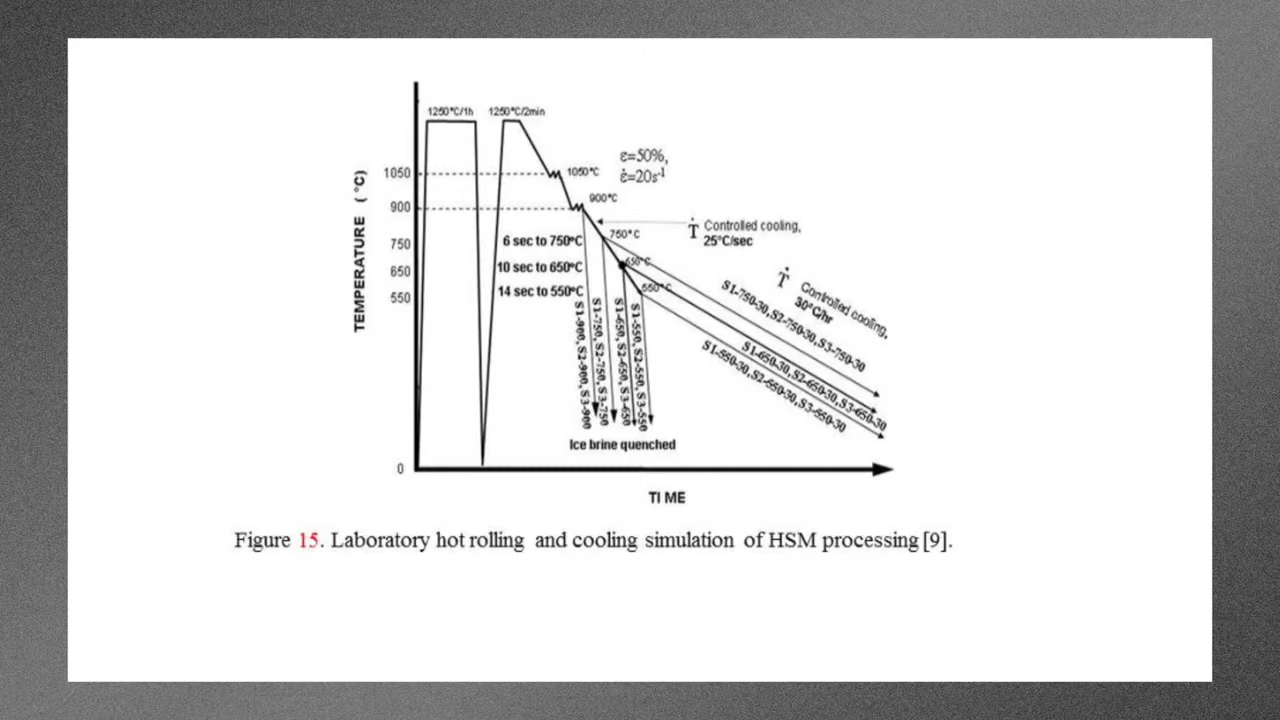 1250°C/1h
1250°C/2min
ε=50%,
1050
1050°C
ε̇=20s-1
900°C
900
Ṫ
Controlled cooling,
25°C/sec
TEMPERATURE ( °C)
750
6 sec to 750ºC
750°C
650
10 sec to 650ºC
650°C
550
14 sec to 550ºC
550°C
Ṫ
Controlled cooling,
30°C/hr
S1-750-30,S2-750-30,S3-750-30
S1-650-30,S2-650-30,S3-650-30
S1-550-30,S2-550-30,S3-550-30
S1-900, S2-900, S3-900
S1-750, S2-750, S3-750
S1-650, S2-650, S3-650
S1-550, S2-550, S3-550
Ice brine quenched
0
TI ME
Figure 15. Laboratory hot rolling and cooling simulation of HSM processing [9].